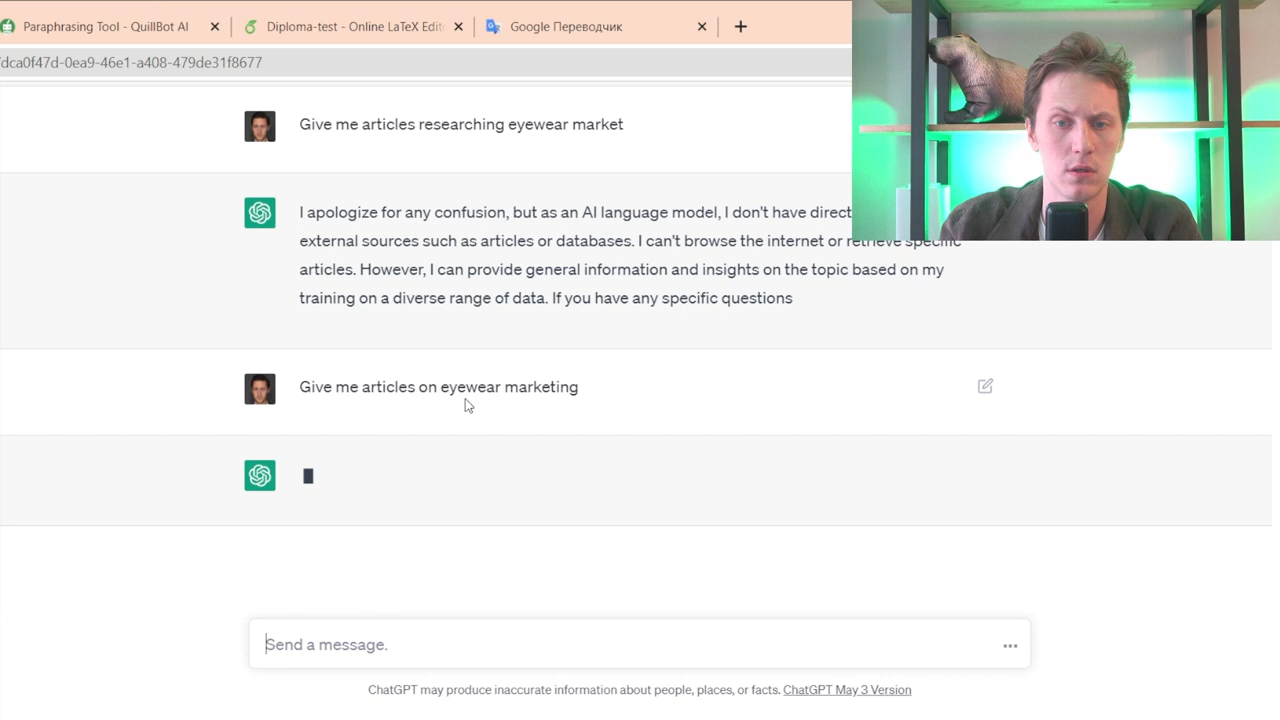 Paraphrasing Tool - QuillBot AI
Diploma-test - Online LaTeX Edit
Google Переводчик
dca0f47d-0ea9-46e1-a408-479de31f8677
Give me articles researching eyewear market
I apologize for any confusion, but as an AI language model, I don't have direct
external sources such as articles or databases. I can't browse the internet or retrieve specific
articles. However, I can provide general information and insights on the topic based on my
training on a diverse range of data. If you have any specific questions
Give me articles on eyewear marketing
Send a message.
ChatGPT may produce inaccurate information about people, places, or facts. ChatGPT May 3 Version